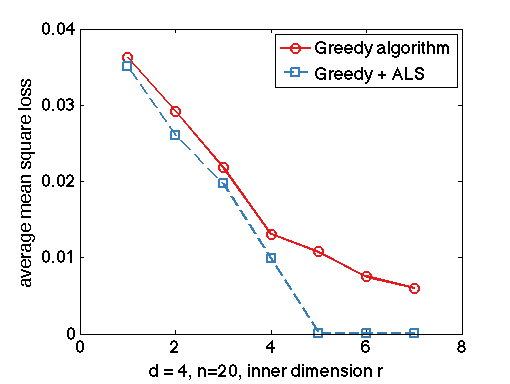 0.04
0.03
0.02
0.01
0
0
2
4
6
8
average mean square loss
d = 4, n=20, inner dimension r
Greedy algorithm
Greedy + ALS